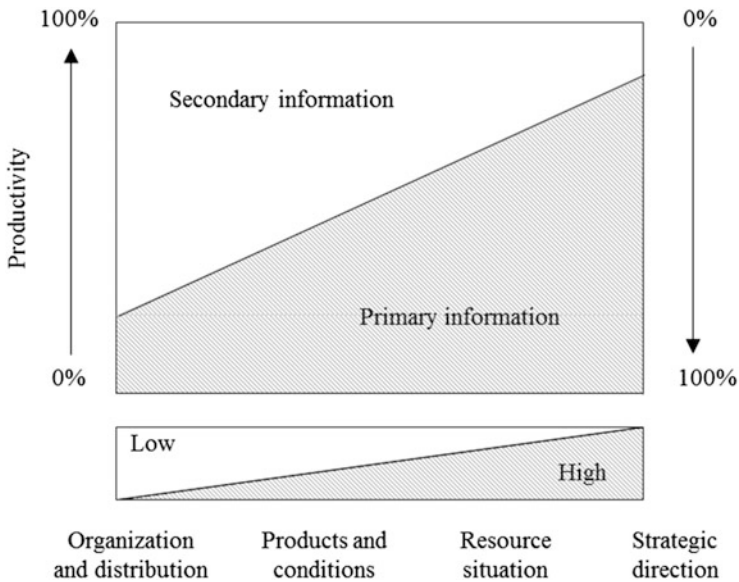 100%
0%
Secondary information
Productivity
Primary information
0%
100%
Low
High
Organization
and distribution
Products and
conditions
Resource
situation
Strategic
direction